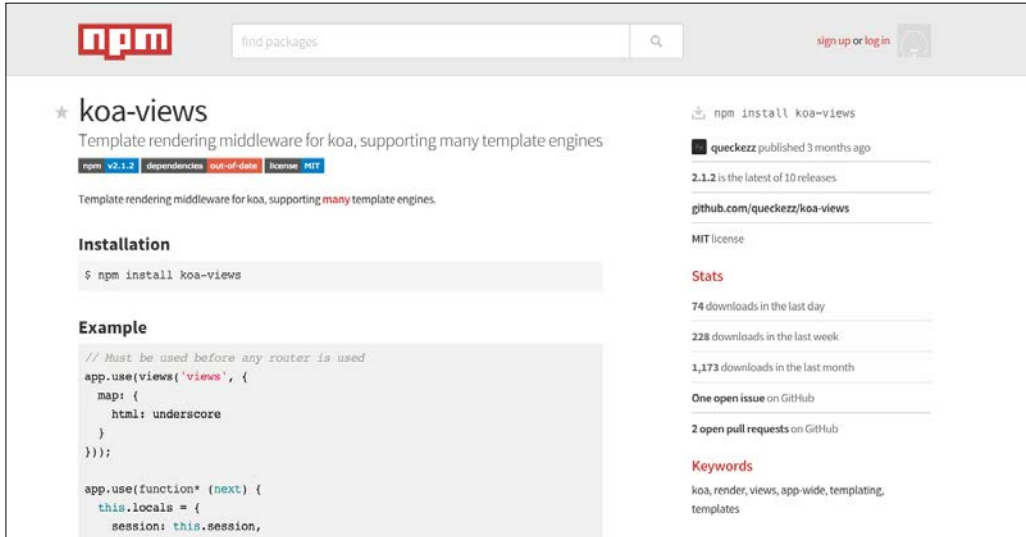 npm
find packages
sign up or log in
koa-views
Template rendering middleware for koa, supporting many template engines
npm v2.1.2 dependencies out-of-date license MIT
Template rendering middleware for koa, supporting many template engines.
Installation
$ npm install koa-views
Example
// Must be used before any router is used
app.use(views('views', {
  map: {
    html: underscore
  }
}));
app.use(function* (next) {
  this.locals = {
    session: this.session,
npm install koa-views
queckezz published 3 months ago
2.1.2 is the latest of 10 releases
github.com/queckezz/koa-views
MIT license
Stats
74 downloads in the last day
228 downloads in the last week
1,173 downloads in the last month
One open issue on GitHub
2 open pull requests on GitHub
Keywords
koa, render, views, app-wide, templating,
templates